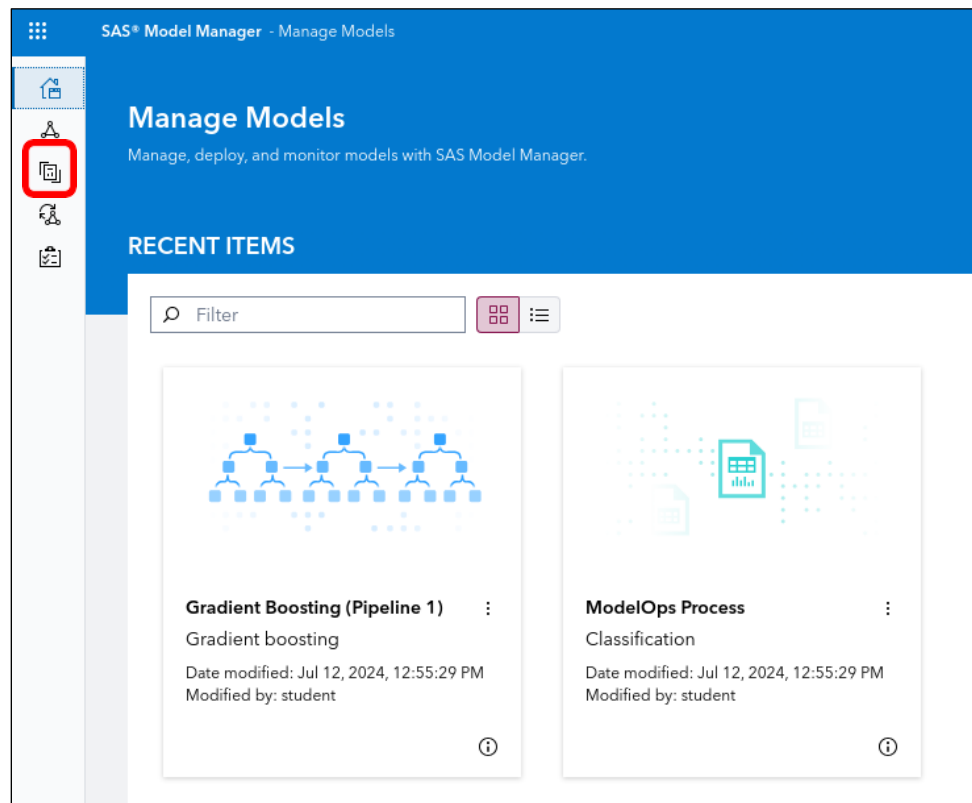 SAS® Model Manager - Manage Models
Manage Models
Manage, deploy, and monitor models with SAS Model Manager.
RECENT ITEMS
Filter
Gradient Boosting (Pipeline 1)
Gradient boosting
Date modified: Jul 12, 2024, 12:55:29 PM
Modified by: student
ModelOps Process
Classification
Date modified: Jul 12, 2024, 12:55:29 PM
Modified by: student